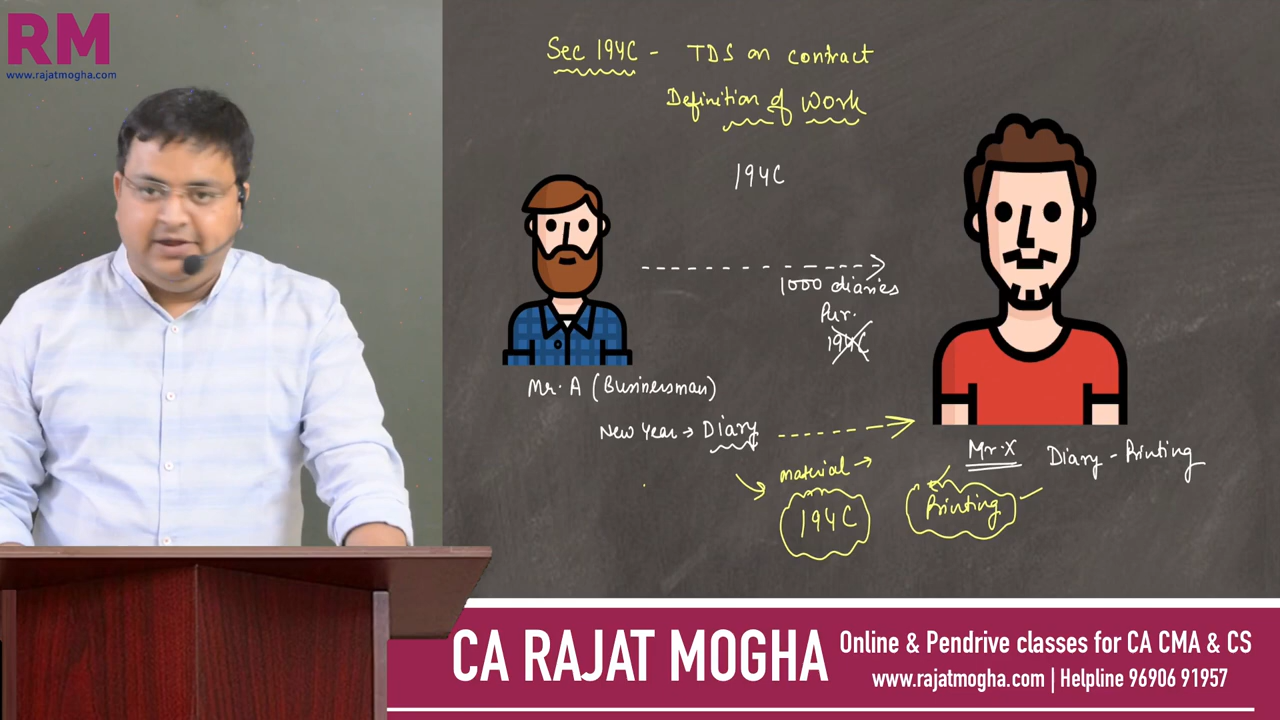 RM
www.rajatmogha.com
Sec 194C - TDS on contract
Definition of Work
194C
1000 diaries
Pur.
194C
Mr. A (Businessman)
New Year → Diary
material →
194C
Mr. X
Diary - Printing
Printing
CA RAJAT MOGHA
Online & Pendrive classes for CA CMA & CS
www.rajatmogha.com | Helpline 96906 91957